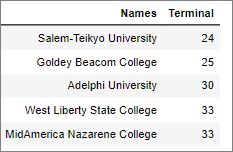 Names Terminal
Salem-Teikyo University 24
Goldey Beacom College 25
Adelphi University 30
West Liberty State College 33
MidAmerica Nazarene College 33